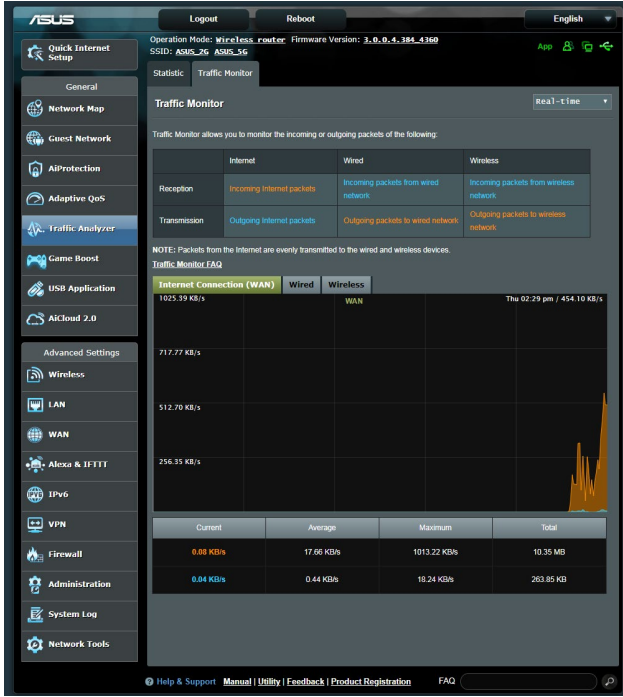 ASUS
Logout
Reboot
English
Operation Mode: Wireless router Firmware Version: 3.0.0.4.384_4360
SSID: ASUS_2G ASUS_5G
App
Quick Internet
Setup
General
Network Map
Guest Network
AiProtection
Adaptive QoS
Traffic Analyzer
Game Boost
USB Application
AiCloud 2.0
Advanced Settings
Wireless
LAN
WAN
Alexa & IFTTT
IPv6
VPN
Firewall
Administration
System Log
Network Tools
Statistic Traffic Monitor
Traffic Monitor
Real-time
Traffic Monitor allows you to monitor the incoming or outgoing packets of the following:
Internet Wired Wireless
Reception
Incoming Internet packets
Incoming packets from wired
network
Incoming packets from wireless
network
Transmission
Outgoing Internet packets
Outgoing packets to wired network
Outgoing packets to wireless
network
NOTE: Packets from the Internet are evenly transmitted to the wired and wireless devices.
Traffic Monitor FAQ
Internet Connection (WAN) Wired Wireless
1025.39 KB/s
WAN
Thu 02:29 pm / 454.10 KB/s
717.77 KB/s
512.70 KB/s
256.35 KB/s
Current Average Maximum Total
0.08 KB/s 17.66 KB/s 1013.22 KB/s 10.35 MB
0.04 KB/s 0.44 KB/s 18.24 KB/s 263.85 KB
Help & Support Manual | Utility | Feedback | Product Registration FAQ